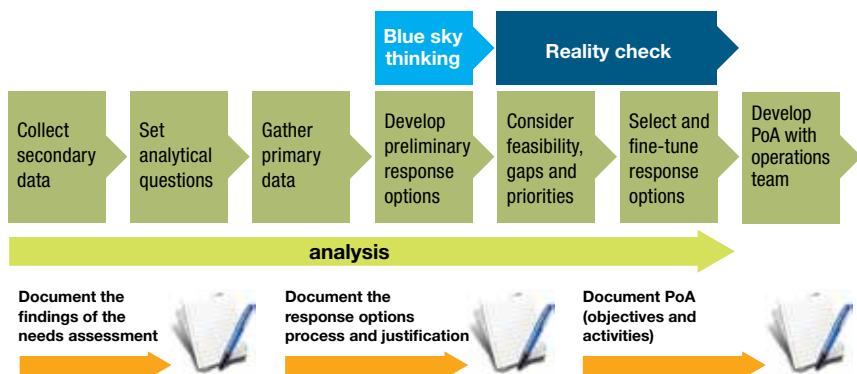 Blue sky
thinking
Reality check
Collect
secondary
data
Set
analytical
questions
Gather
primary
data
Develop
preliminary
response
options
Consider
feasibility,
gaps and
priorities
Select and
fine-tune
response
options
Develop
PoA with
operations
team
analysis
Document the
findings of the
needs assessment
Document the
response options
process and justification
Document PoA
(objectives and
activities)